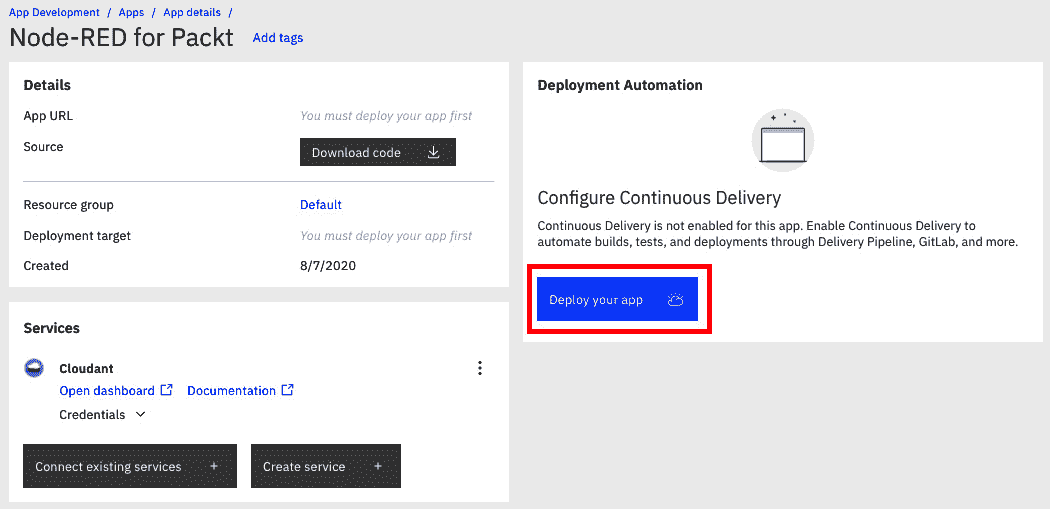 App Development / Apps / App details /
Node-RED for Packt Add tags
Details
App URL You must deploy your app first
Source Download code
Resource group Default
Deployment target You must deploy your app first
Created 8/7/2020
Services
Cloudant
Open dashboard Documentation
Credentials
Connect existing services +
Create service +
Deployment Automation
Configure Continuous Delivery
Continuous Delivery is not enabled for this app. Enable Continuous Delivery to
automate builds, tests, and deployments through Delivery Pipeline, GitLab, and more.
Deploy your app